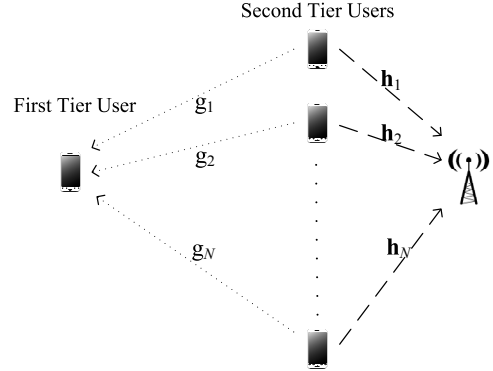 Second Tier Users
First Tier User
g1
h1
g2
h2
gN
hN